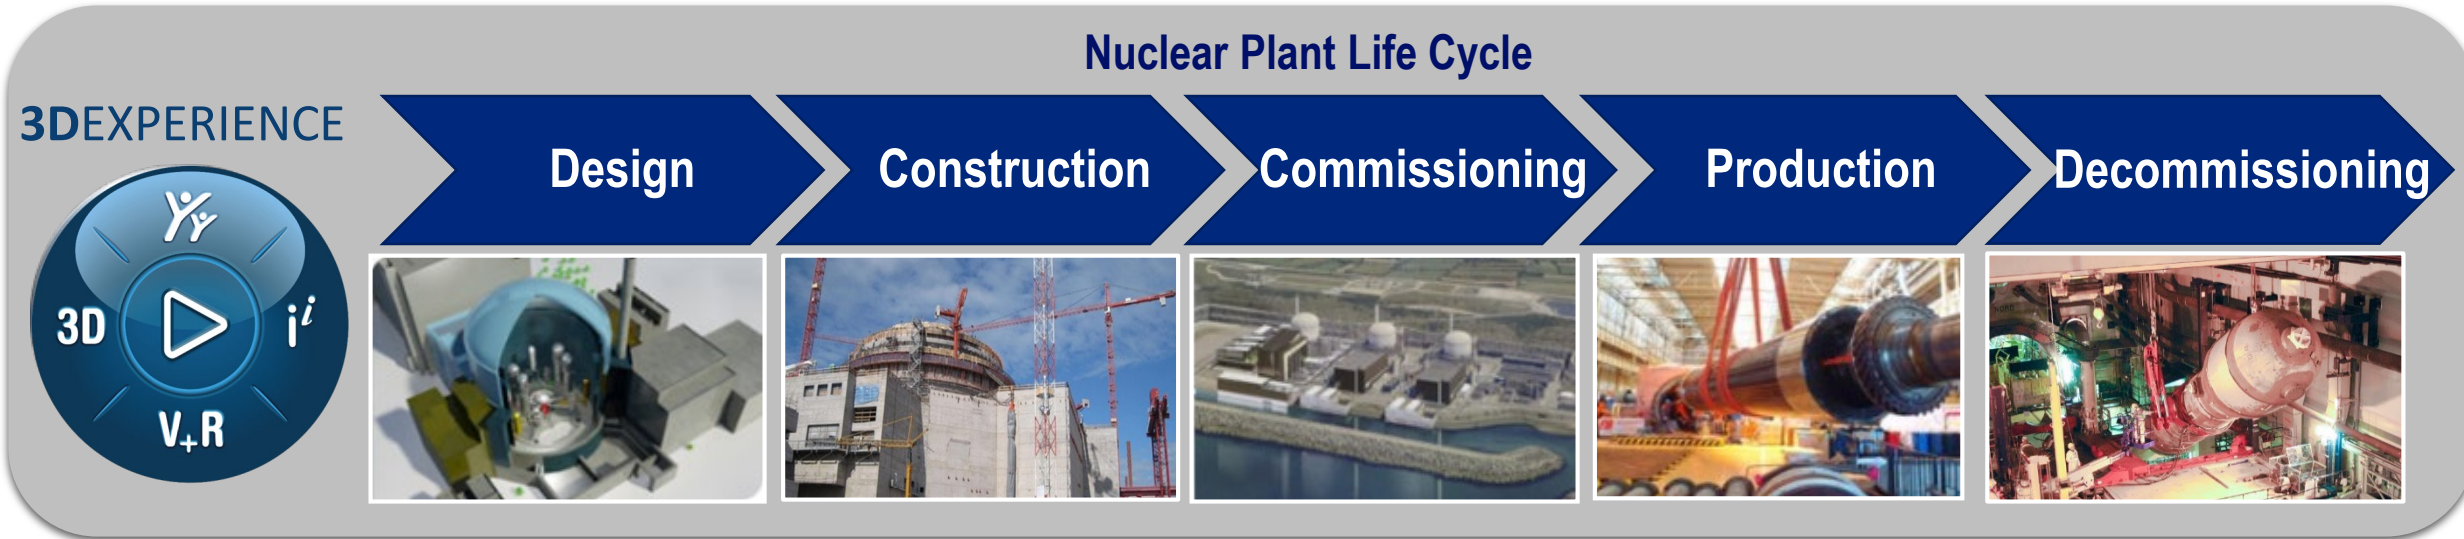 Nuclear Plant Life Cycle
3DEXPERIENCE
Design
Construction
Commissioning
Production
Decommissioning
3D
i i
V+R